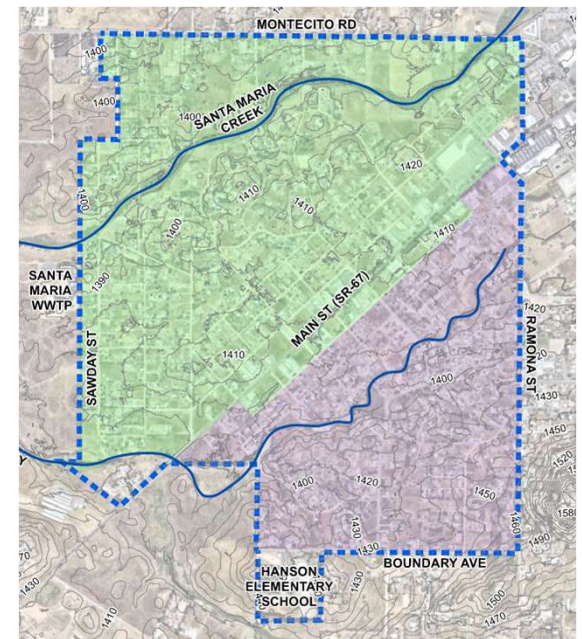 MONTECITO RD
1400
1400
1400
SANTA MARIA
CREEK
1420
1410
1410
1400
1400
1410
SANTA
MARIA
WWTP
1390
MAIN ST (SR-67)
1420
RAMONA ST
SAWDAY ST
1410
1400
1430
1450
1520
1400
1420
1450
1430
1460
1490
1430
BOUNDARY AVE
HANSON
ELEMENTARY
SCHOOL
1430
1430
1410
1500
1470